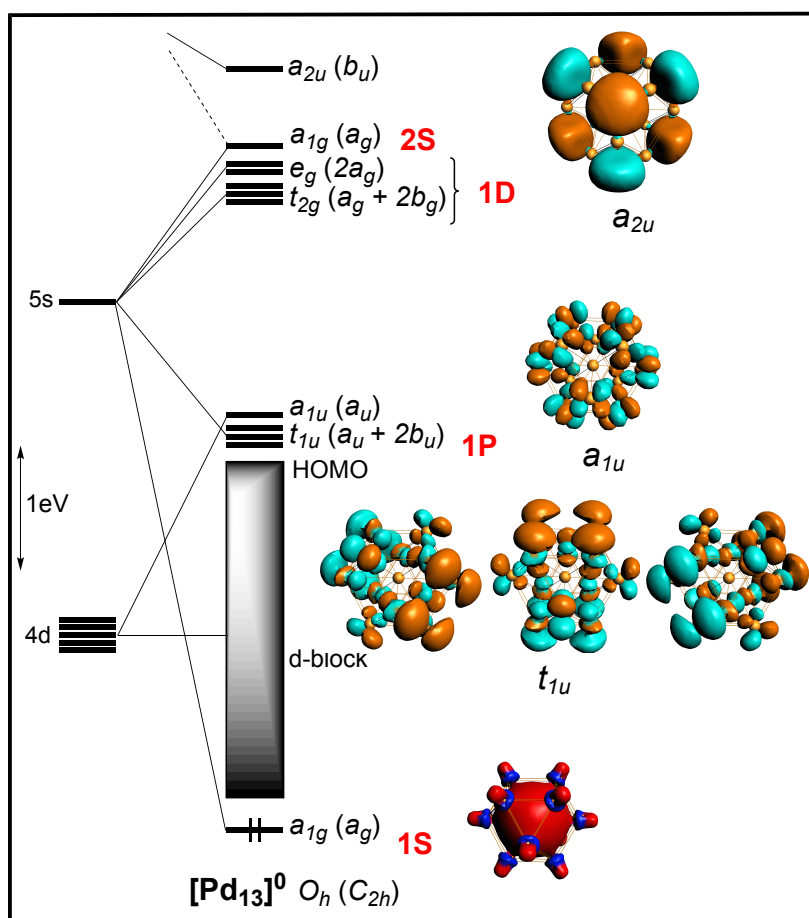 a2u (bu)
a1g (ag) 2S
eg (2ag)
t2g (ag + 2bg) 1D
a2u
5s
a1u (au)
t1u (au + 2bu) 1P
HOMO
a1u
1eV
4d
d-block
t1u
a1g (ag) 1S
[Pd13]0 Oh (C2h)